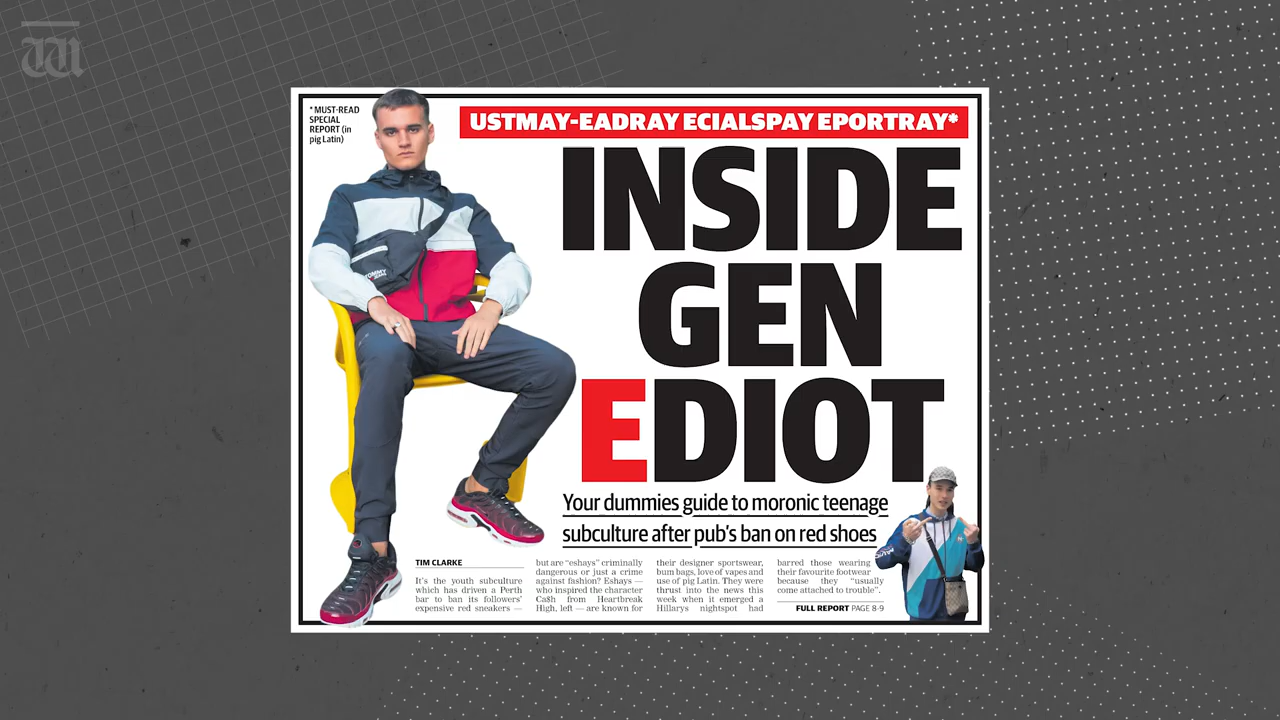 W
* MUST-READ
SPECIAL
REPORT (in
pig Latin)
USTMAY-EADRAY ECIALSPAY EPORTRAY*
INSIDE
GEN
EDIOT
TOMMY
JEANS
Your dummies guide to moronic teenage
subculture after pub's ban on red shoes
TIM CLARKE
It's the youth subculture
which has driven a Perth
bar to ban its followers'
expensive red sneakers —
but are "eshays" criminally
dangerous or just a crime
against fashion? Eshays —
who inspired the character
Ca$h from Heartbreak
High, left — are known for
their designer sportswear,
bum bags, love of vapes and
use of pig Latin. They were
thrust into the news this
week when it emerged a
Hillarys nightspot had
barred those wearing
their favourite footwear
because they "usually
come attached to trouble".
FULL REPORT PAGE 8-9